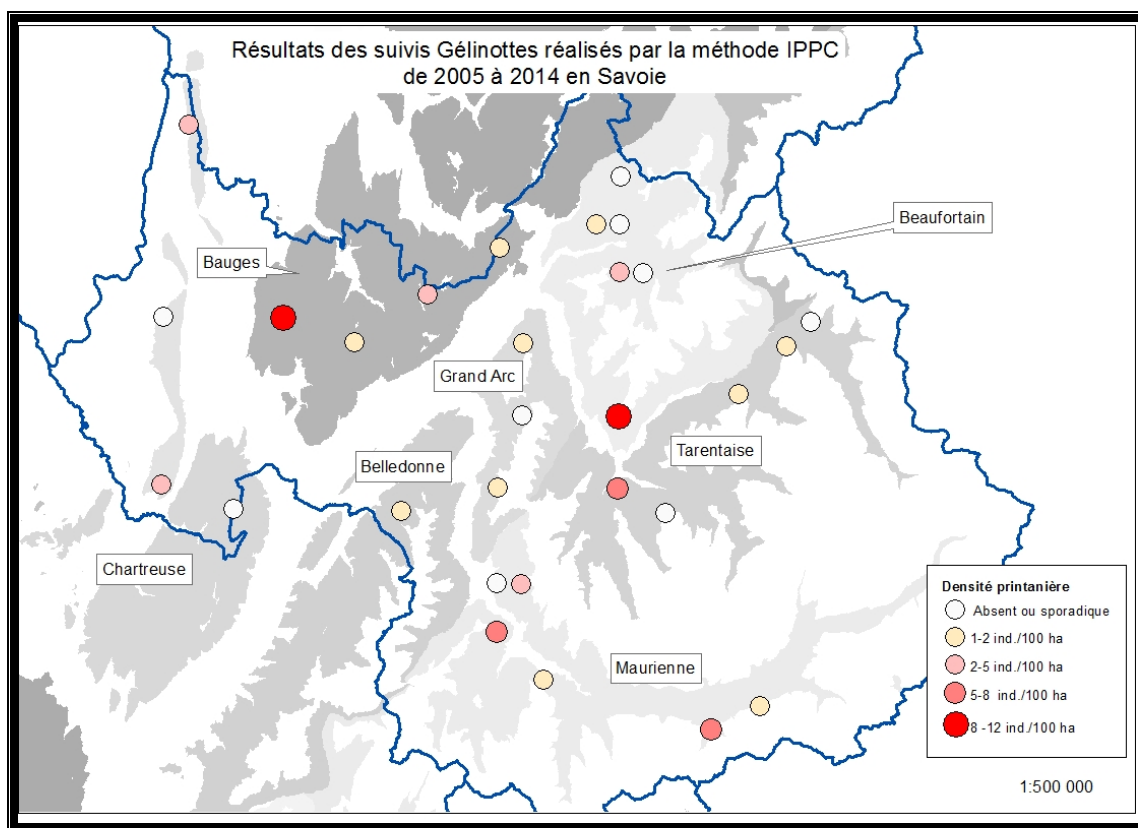 Résultats des suivis Gélinottes réalisés par la méthode IPPC
de 2005 à 2014 en Savoie
Beaufortain
Bauges
Grand Arc
Tarentaise
Belledonne
Chartreuse
Maurienne
Densité printanière
Absent ou sporadique
1-2 ind./100 ha
2-5 ind./100 ha
5-8 ind./100 ha
8 -12 ind./100 ha
1:500 000